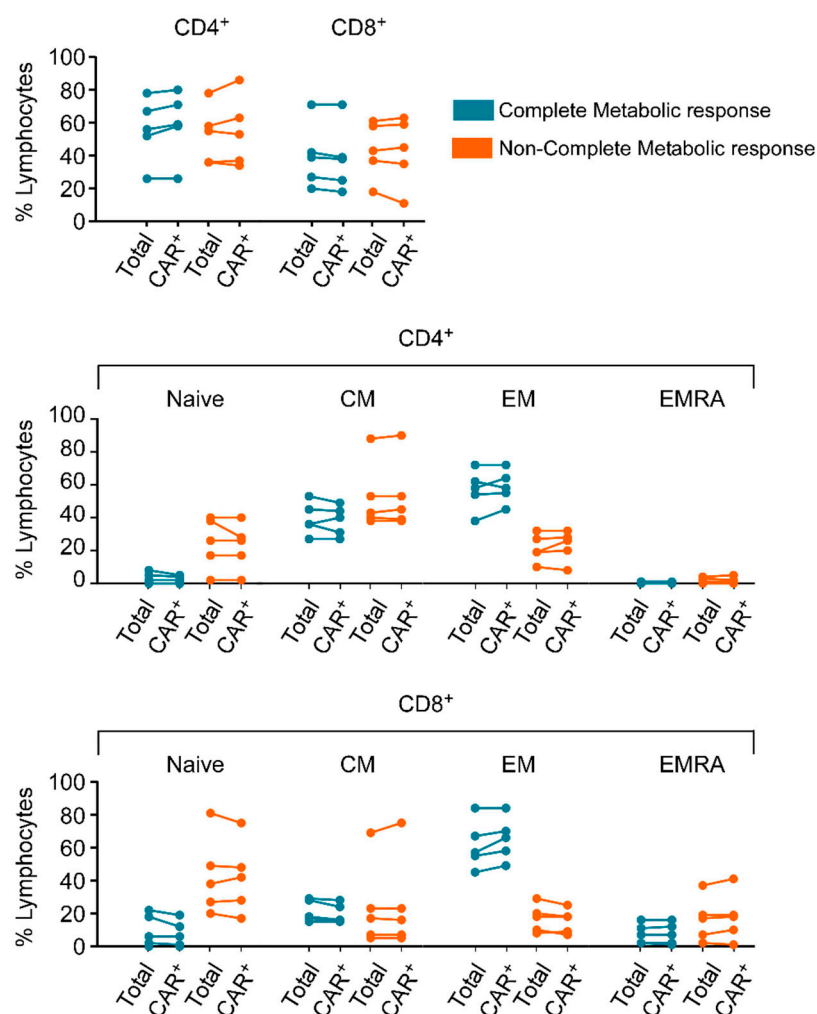 CD4⁺ CD8⁺
100
80
60
40
20
0
% Lymphocytes
Total CAR⁺ Total CAR⁺ Total CAR⁺ Total CAR⁺
Complete Metabolic response
Non-Complete Metabolic response
CD4⁺
Naive CM EM EMRA
100
80
60
40
20
0
% Lymphocytes
Total CAR⁺ Total CAR⁺ Total CAR⁺ Total CAR⁺ Total CAR⁺ Total CAR⁺ Total CAR⁺ Total CAR⁺
CD8⁺
Naive CM EM EMRA
100
80
60
40
20
0
% Lymphocytes
Total CAR⁺ Total CAR⁺ Total CAR⁺ Total CAR⁺ Total CAR⁺ Total CAR⁺ Total CAR⁺ Total CAR⁺